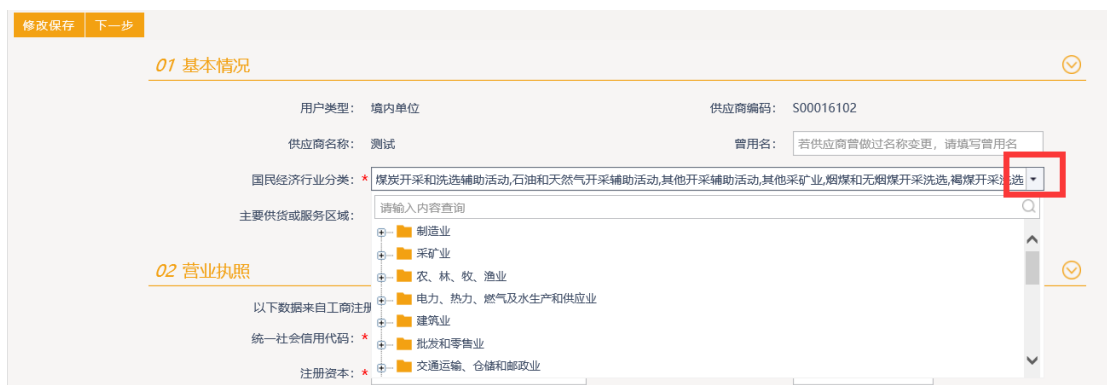 修改保存 下一步
01 基本情况
用户类型： 境内单位 供应商编码： S00016102
供应商名称： 测试 曾用名： 若供应商曾做过名称变更，请填写曾用名
国民经济行业分类：* 煤炭开采和洗选辅助活动,石油和天然气开采辅助活动,其他开采辅助活动,其他采矿业,烟煤和无烟煤开采洗选,褐煤开采洗选
主要供货或服务区域： 请输入内容查询
制造业
采矿业
02 营业执照
农、林、牧、渔业
以下数据来自工商注册 电力、热力、燃气及水生产和供应业
建筑业
统一社会信用代码：* 批发和零售业
注册资本：* 交通运输、仓储和邮政业